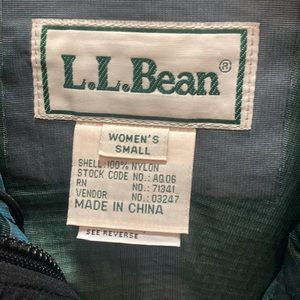 L.L.Bean®
WOMEN'S
SMALL
SHELL: 100% NYLON
STOCK CODE NO.: AQ06
RN NO.: 71341
VENDOR NO.: 03247
MADE IN CHINA
SEE REVERSE